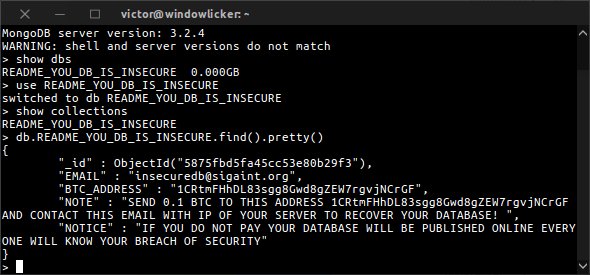 victor@windowlicker: ~
MongoDB server version: 3.2.4
WARNING: shell and server versions do not match
> show dbs
README_YOU_DB_IS_INSECURE  0.000GB
> use README_YOU_DB_IS_INSECURE
switched to db README_YOU_DB_IS_INSECURE
> show collections
README_YOU_DB_IS_INSECURE
> db.README_YOU_DB_IS_INSECURE.find().pretty()
{
        "_id" : ObjectId("5875fbd5fa45cc53e80b29f3"),
        "EMAIL" : "insecuredb@sigaint.org",
        "BTC_ADDRESS" : "1CRtmFHhDL83sgg8Gwd8gZEW7rgvjNCrGF",
        "NOTE" : "SEND 0.1 BTC TO THIS ADDRESS 1CRtmFHhDL83sgg8Gwd8gZEW7rgvjNCrGF
AND CONTACT THIS EMAIL WITH IP OF YOUR SERVER TO RECOVER YOUR DATABASE! ",
        "NOTICE" : "IF YOU DO NOT PAY YOUR DATABASE WILL BE PUBLISHED ONLINE EVERY
ONE WILL KNOW YOUR BREACH OF SECURITY"
}
>